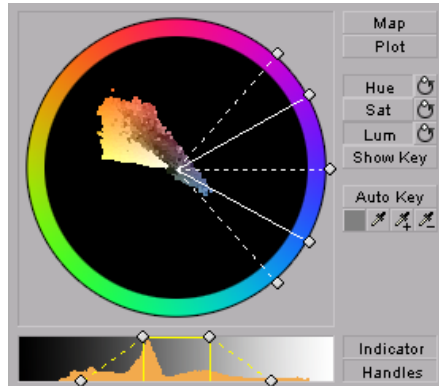 Map
Plot
Hue
Sat
Lum
Show Key
Auto Key
Indicator
Handles